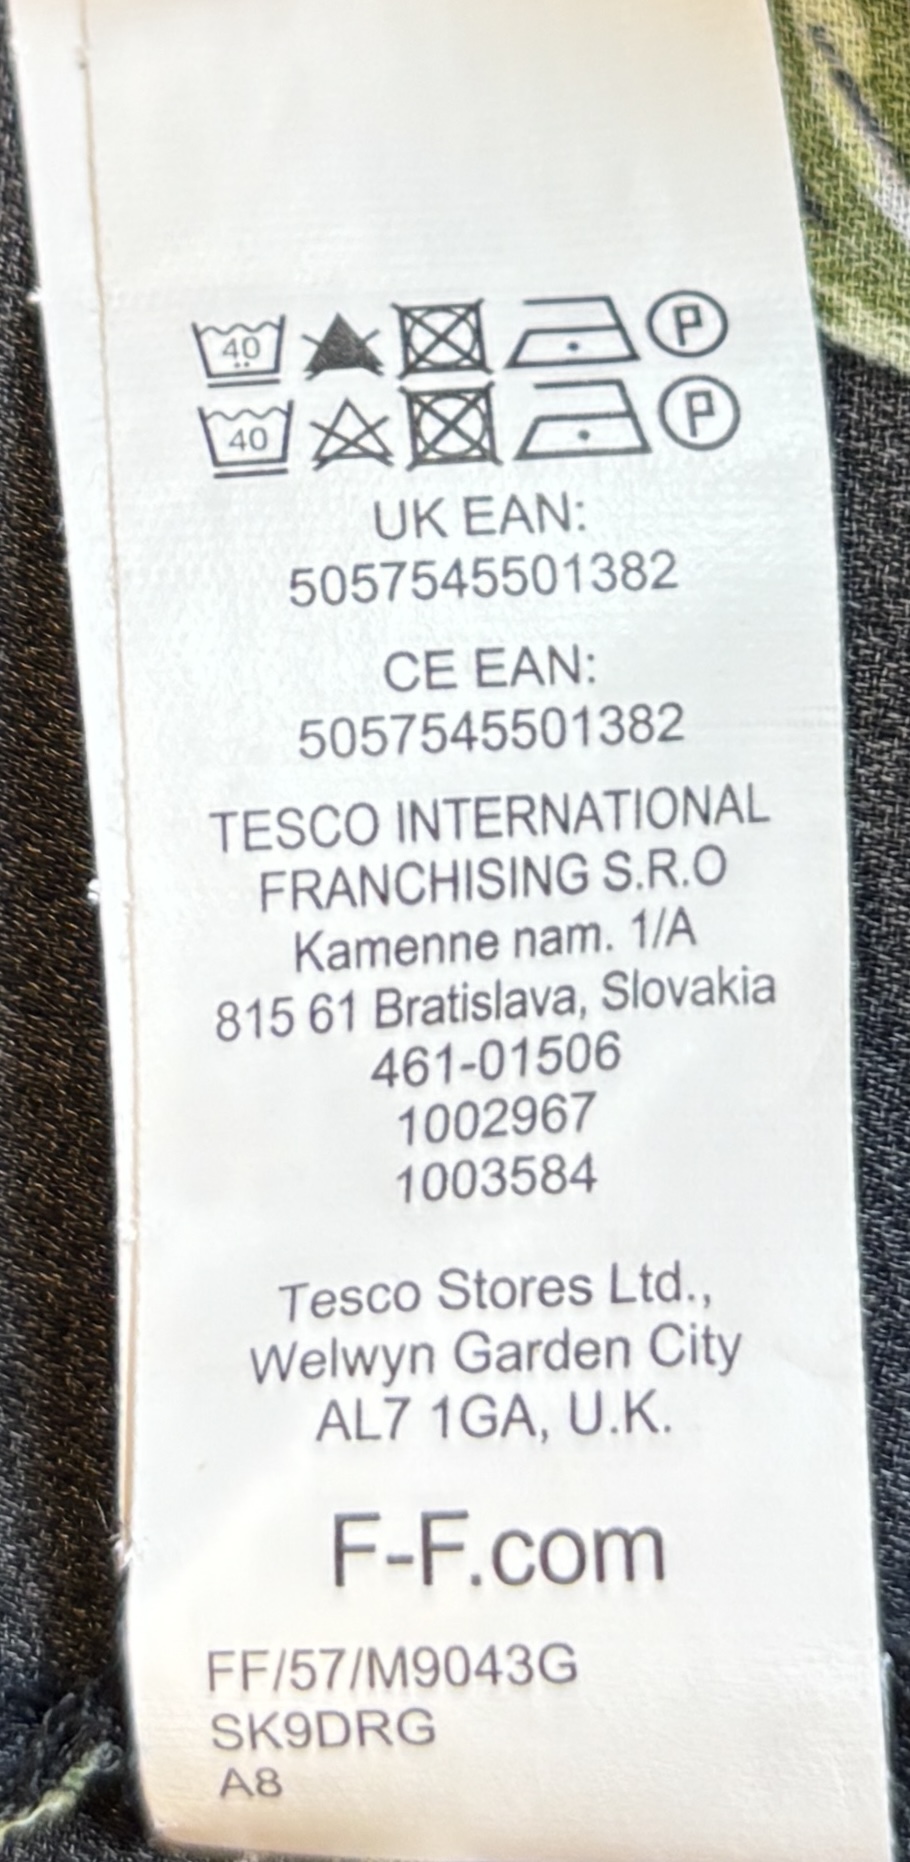 40 P
40 P
UK EAN:
5057545501382
CE EAN:
5057545501382
TESCO INTERNATIONAL
FRANCHISING S.R.O
Kamenne nam. 1/A
815 61 Bratislava, Slovakia
461-01506
1002967
1003584
Tesco Stores Ltd.,
Welwyn Garden City
AL7 1GA, U.K.
F-F.com
FF/57/M9043G
SK9DRG
A8